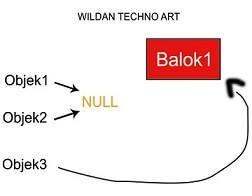 WILDAN TECHNO ART
Balok1
Objek1
NULL
Objek2
Objek3